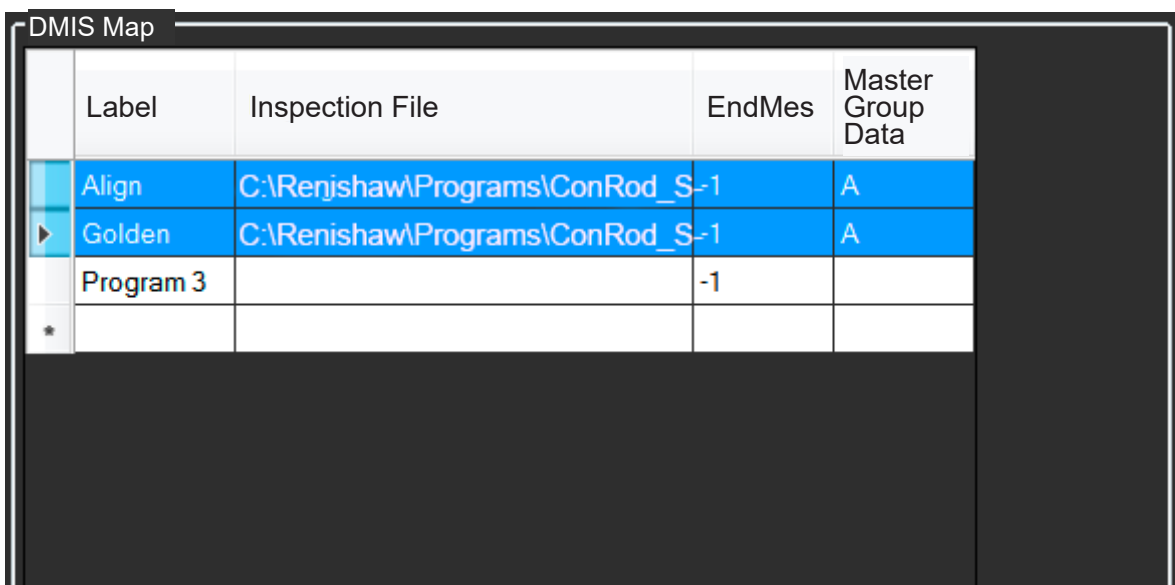 DMIS Map
Label Inspection File EndMes Master Group Data
Align C:\Renishaw\Programs\ConRod_S -1 A
Golden C:\Renishaw\Programs\ConRod_S -1 A
Program 3 -1
*